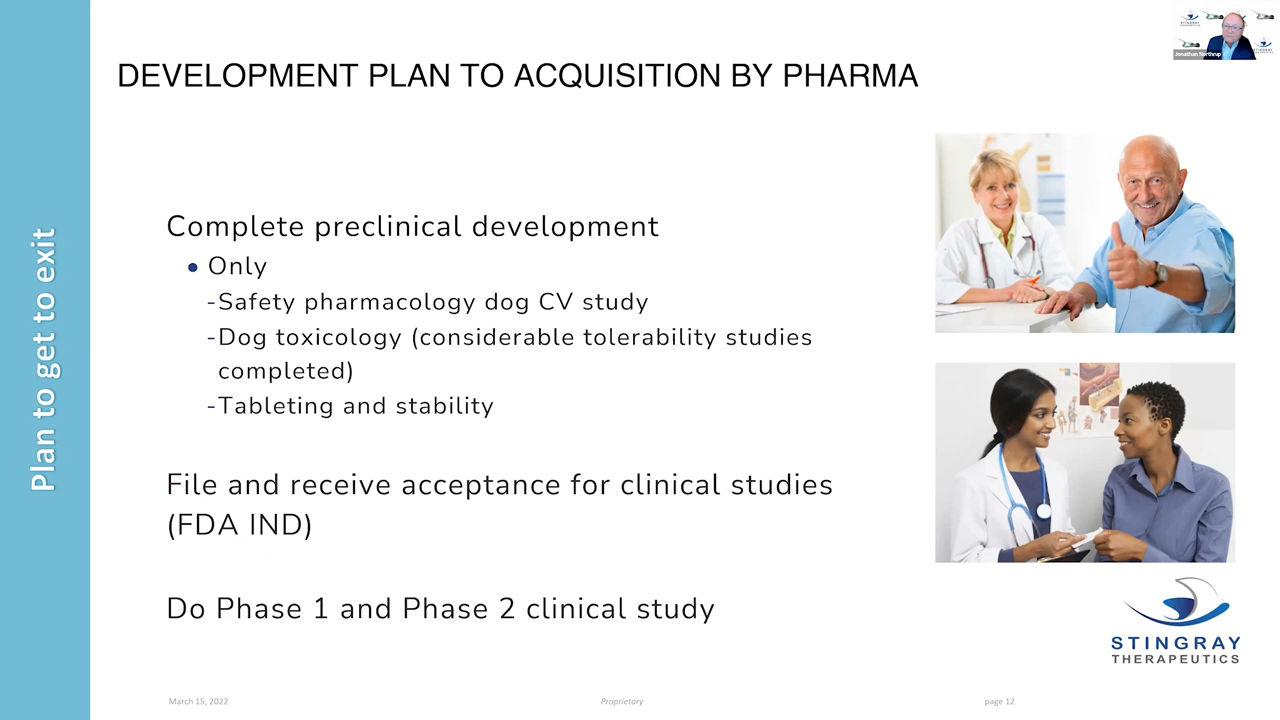 DEVELOPMENT PLAN TO ACQUISITION BY PHARMA
Plan to get to exit
Complete preclinical development
• Only
-Safety pharmacology dog CV study
-Dog toxicology (considerable tolerability studies
completed)
-Tableting and stability
File and receive acceptance for clinical studies
(FDA IND)
Do Phase 1 and Phase 2 clinical study
STINGRAY
THERAPEUTICS
March 15, 2022
Proprietary
page 12
Jonathan Northrup